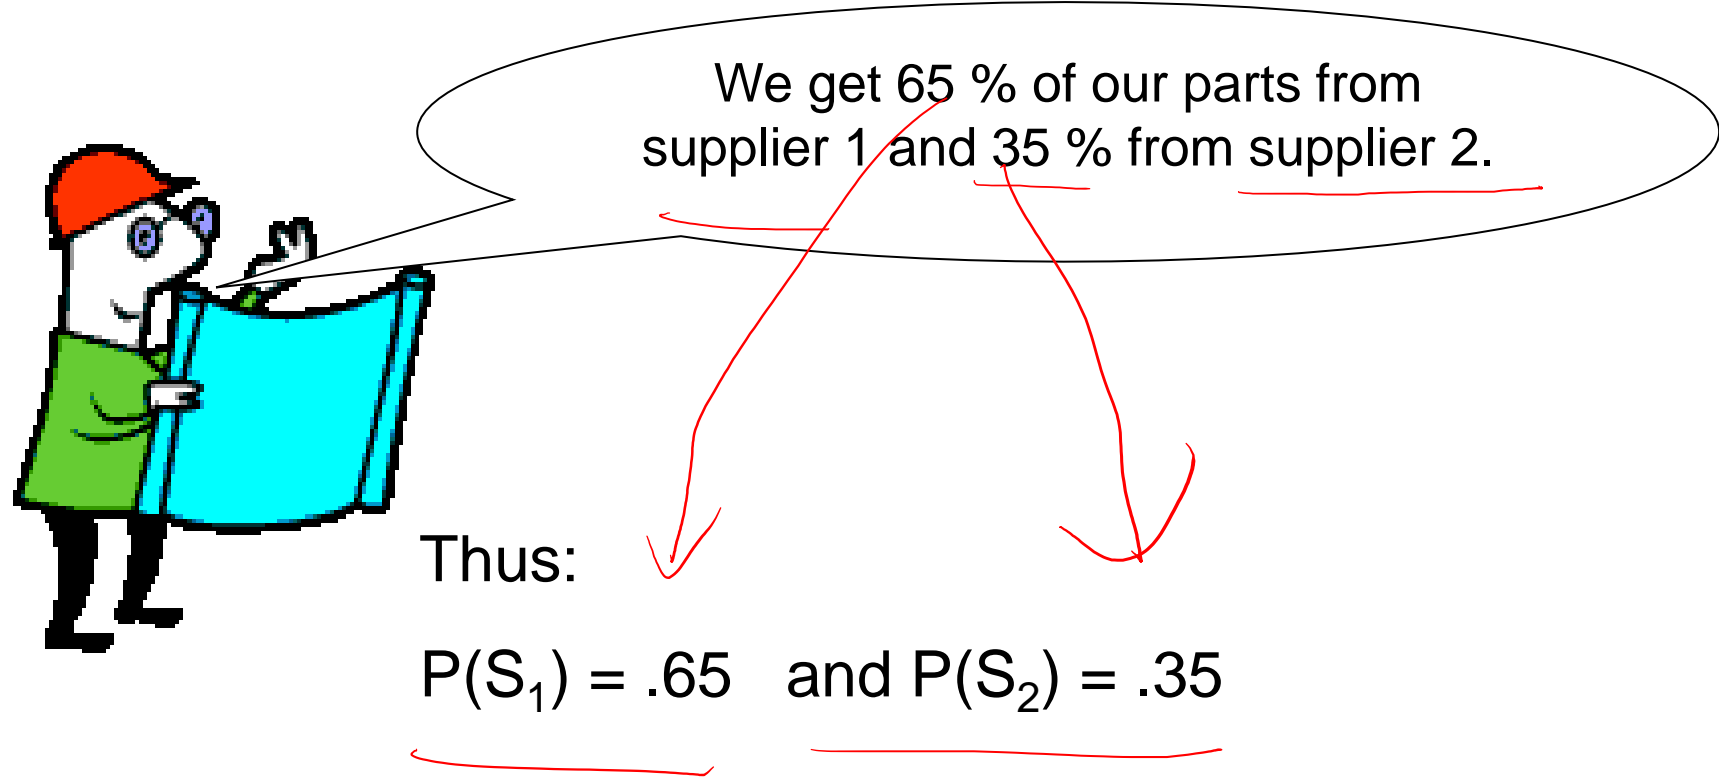 We get 65 % of our parts from
supplier 1 and 35 % from supplier 2.
Thus:
P(S₁) = .65 and P(S₂) = .35